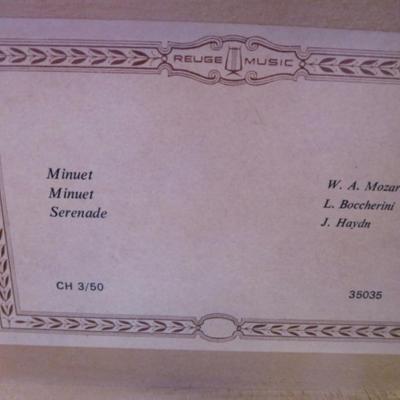 REUGE MUSIC
Minuet W. A. Mozar
Minuet L. Boccherini
Serenade J. Haydn
CH 3/50 35035